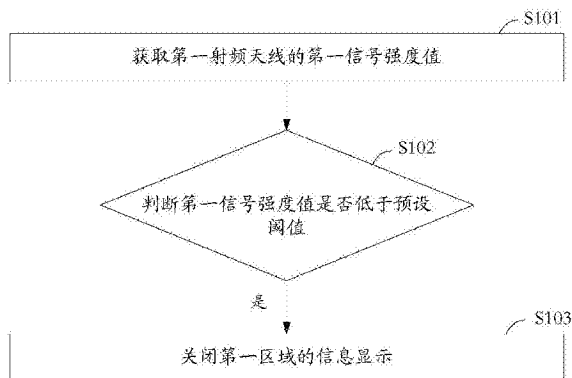 S101
获取第一射频天线的第一信号强度值
S102
判断第一信号强度值是否低于预设
阈值
是
S103
关闭第一区域的信息显示